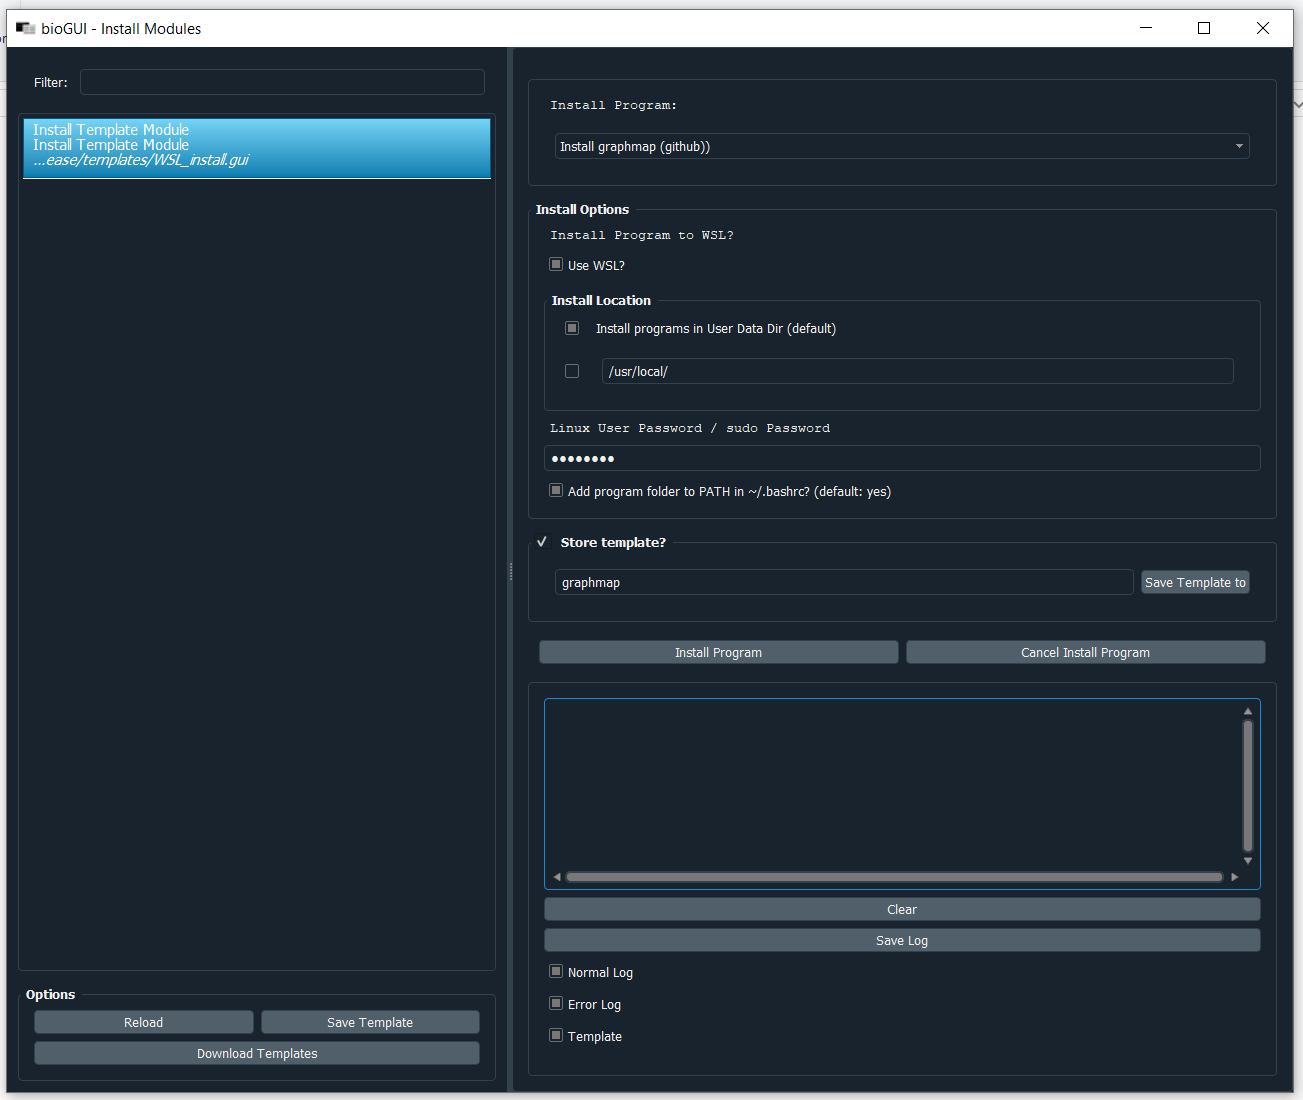 bioGUI - Install Modules
Filter:
Install Template Module
Install Template Module
...ease/templates/WSL_install.gui
Options
Reload
Save Template
Download Templates
Install Program:
Install graphmap (github))
Install Options
Install Program to WSL?
Use WSL?
Install Location
Install programs in User Data Dir (default)
/usr/local/
Linux User Password / sudo Password
●●●●●●●●
Add program folder to PATH in ~/.bashrc? (default: yes)
Store template?
graphmap
Save Template to
Install Program
Cancel Install Program
Clear
Save Log
Normal Log
Error Log
Template